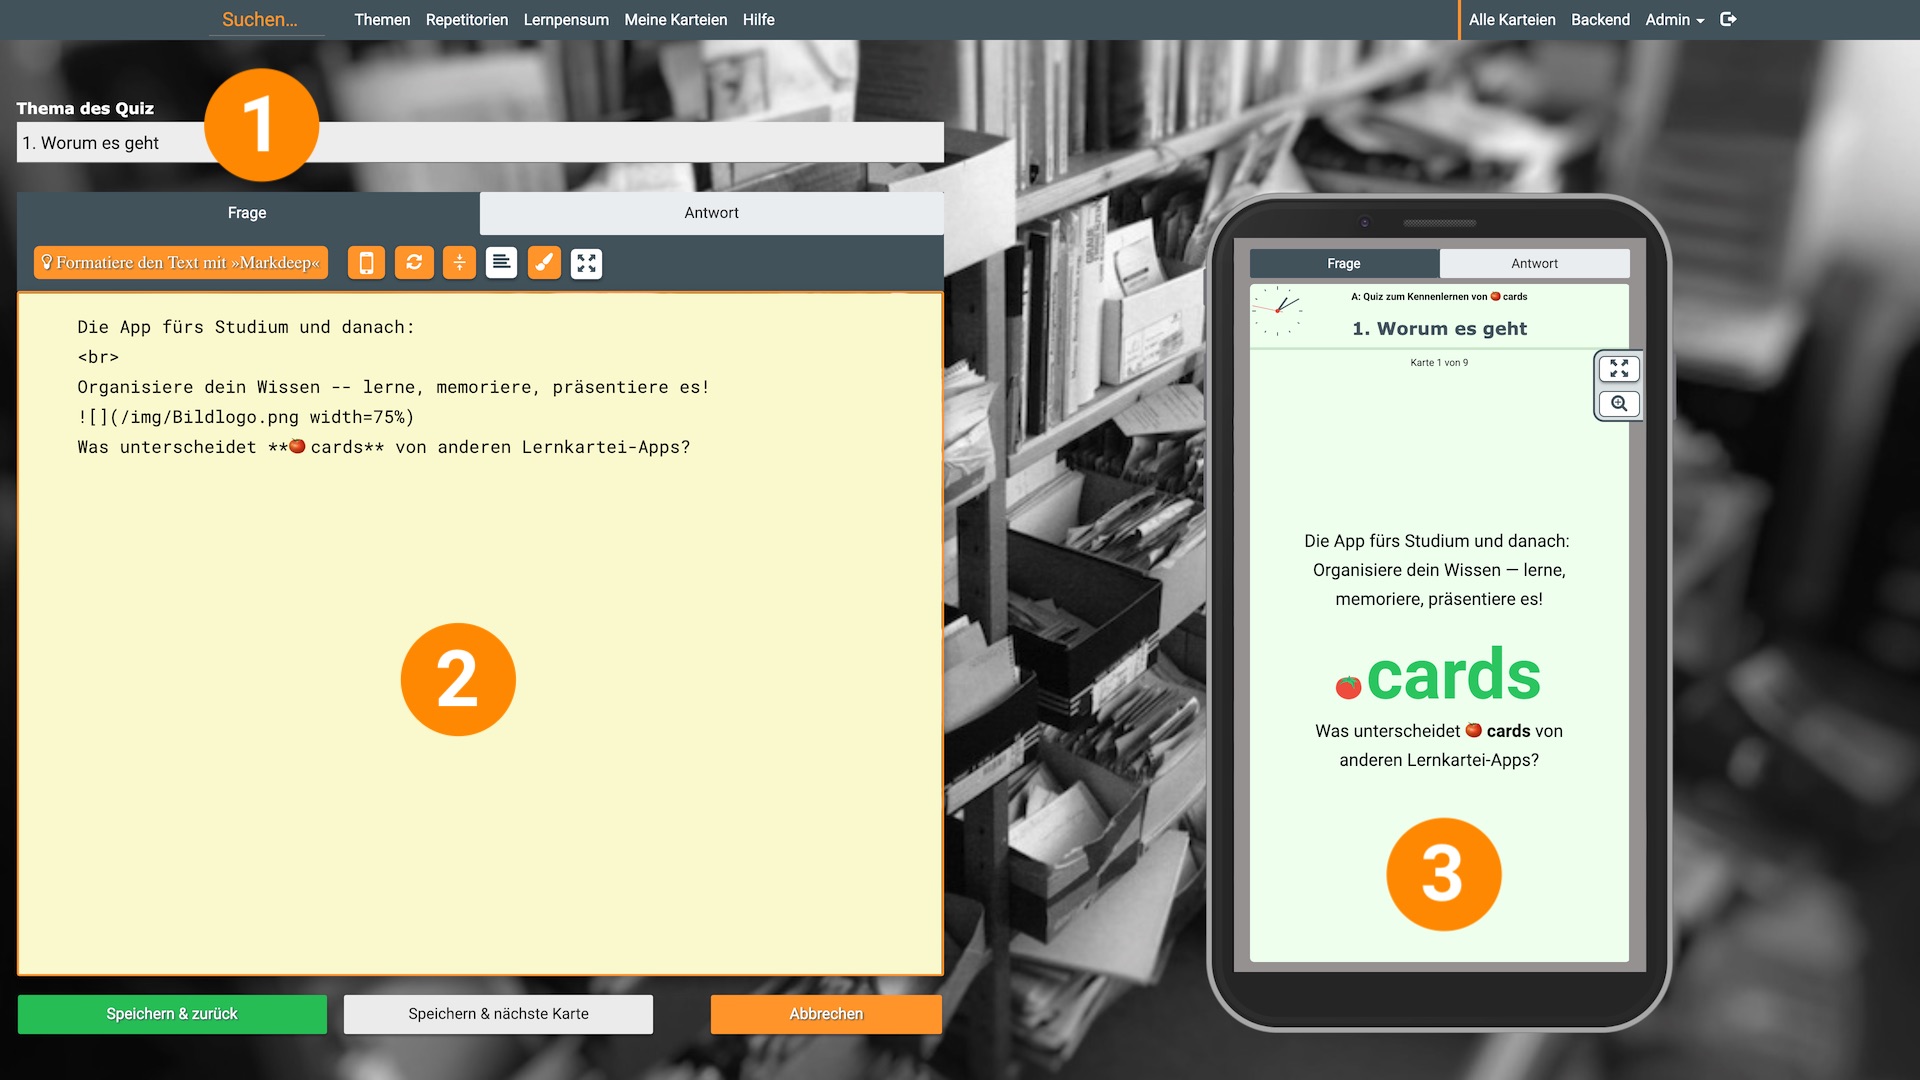 Suchen...
Themen Repetitorien Lernpensum Meine Karteien Hilfe
Alle Karteien Backend Admin
Thema des Quiz
1
1. Worum es geht
Frage Antwort
Formatiere den Text mit »Markdeep«
Die App fürs Studium und danach:
<br>
Organisiere dein Wissen -- lerne, memoriere, präsentiere es!
![](/img/Bildlogo.png width=75%)
Was unterscheidet **🍅 cards** von anderen Lernkartei-Apps?
2
Speichern & zurück
Speichern & nächste Karte
Abbrechen
Frage Antwort
A: Quiz zum Kennenlernen von 🍅 cards
1. Worum es geht
Karte 1 von 9
Die App fürs Studium und danach:
Organisiere dein Wissen — lerne,
memoriere, präsentiere es!
cards
Was unterscheidet 🍅 cards von
anderen Lernkartei-Apps?
3